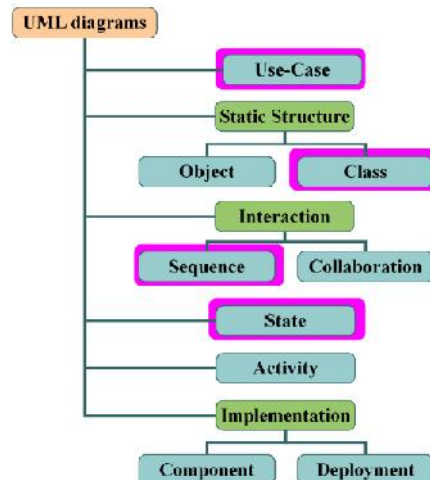 UML diagrams
Use-Case
Static Structure
Object
Class
Interaction
Sequence
Collaboration
State
Activity
Implementation
Component
Deployment